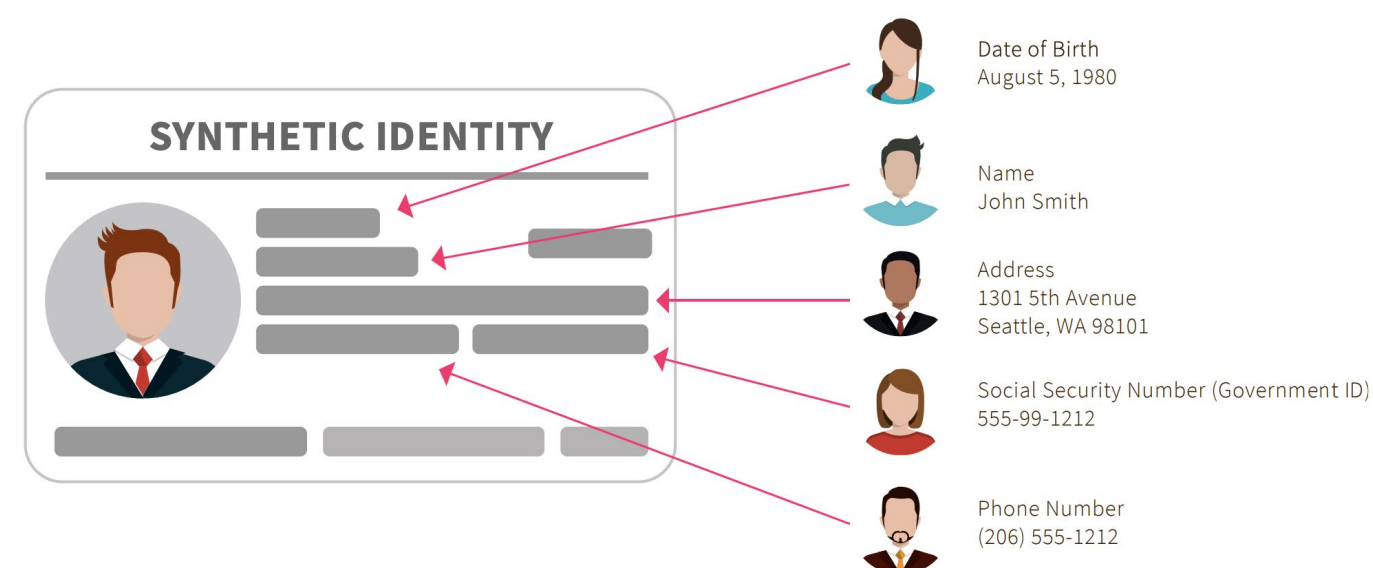 SYNTHETIC IDENTITY
Date of Birth
August 5, 1980
Name
John Smith
Address
1301 5th Avenue
Seattle, WA 98101
Social Security Number (Government ID)
555-99-1212
Phone Number
(206) 555-1212